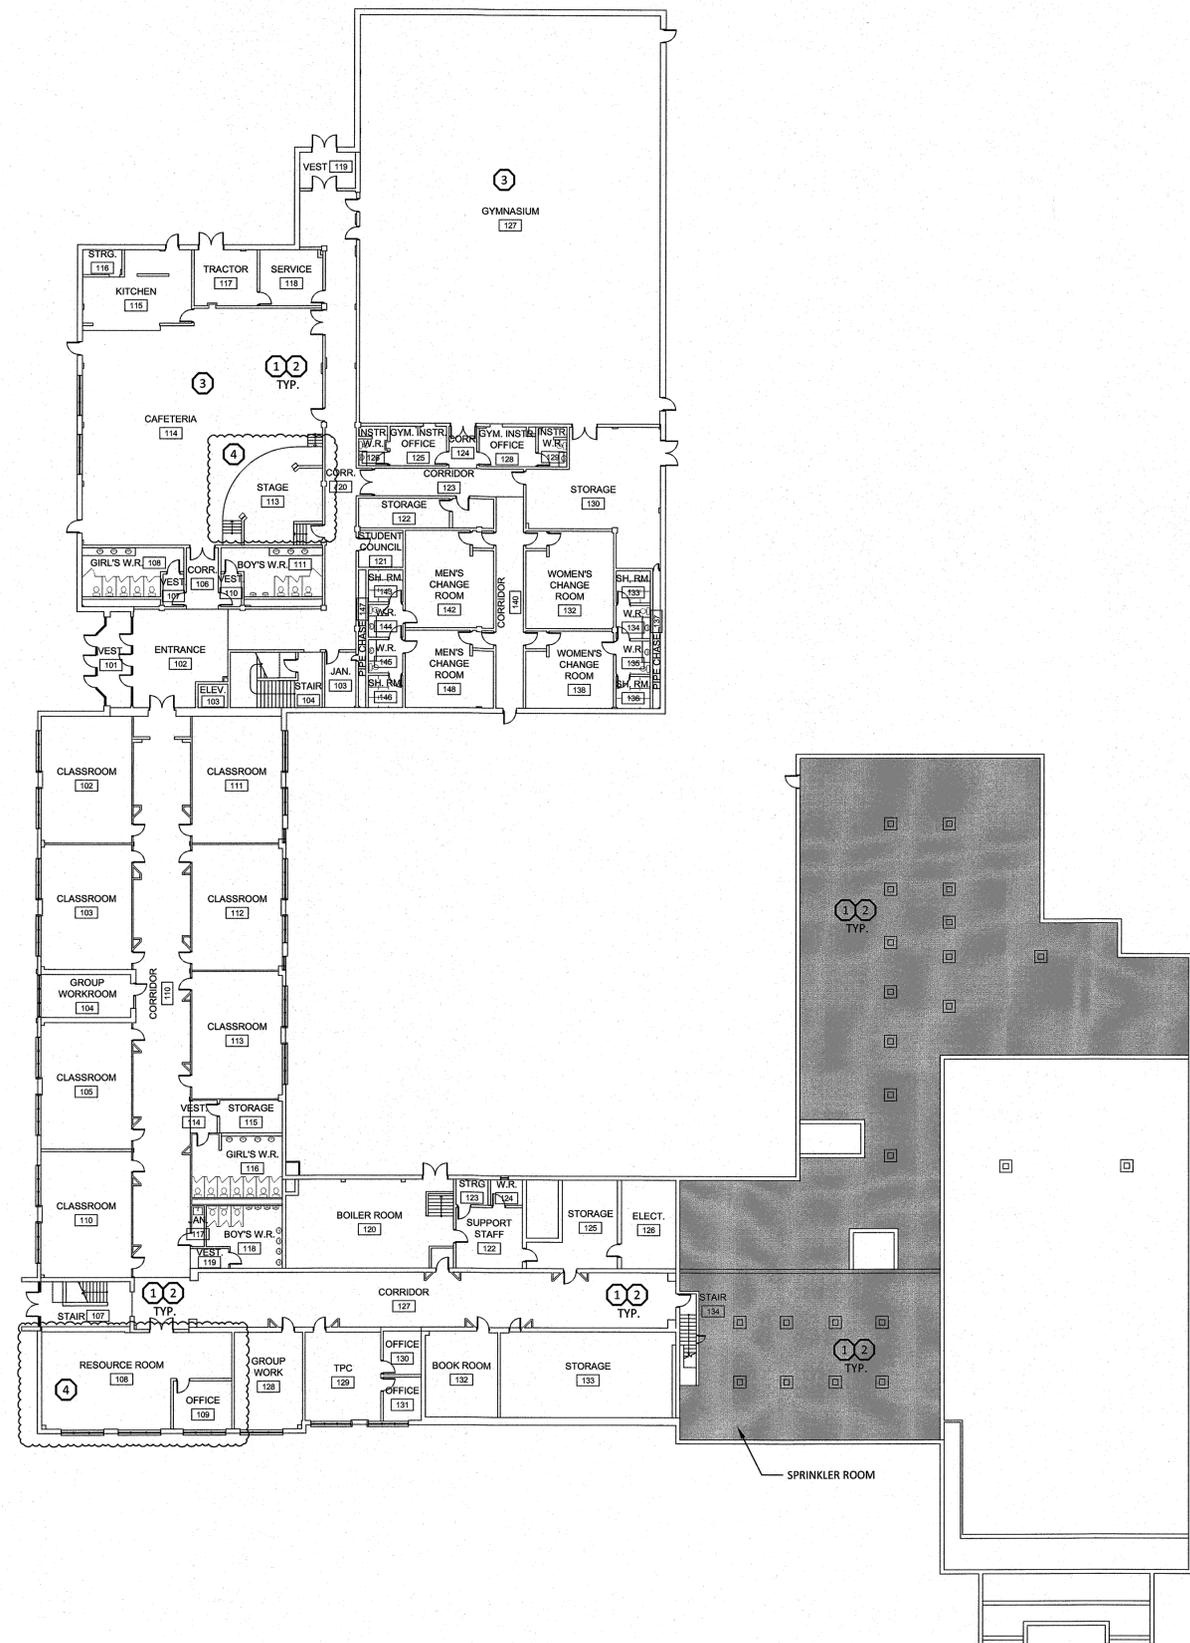 VEST 119
3
GYMNASIUM
127
STRG.
116
KITCHEN
115
TRACTOR
117
SERVICE
118
1 2
TYP.
3
CAFETERIA
114
4
STAGE
113
CORR.
120
INSTR.
W.R.
126
GYM. INSTR.
OFFICE
125
CORR.
124
GYM. INSTR.
OFFICE
128
INSTR.
W.R.
129
CORRIDOR
123
STORAGE
130
STORAGE
122
STUDENT
COUNCIL
121
GIRL'S W.R. 108
VEST.
107
CORR.
106
VEST.
110
BOY'S W.R. 111
MEN'S
CHANGE
ROOM
142
CORRIDOR 140
WOMEN'S
CHANGE
ROOM
132
SH. RM.
143
W.R.
144
W.R.
145
SH. RM.
146
PIPE CHASE 147
SH. RM.
133
W.R.
134
W.R.
135
SH. RM.
136
PIPE CHASE 137
MEN'S
CHANGE
ROOM
148
WOMEN'S
CHANGE
ROOM
138
VEST.
101
ENTRANCE
102
ELEV.
103
STAIR
104
JAN.
103
CLASSROOM
102
CLASSROOM
111
CLASSROOM
103
CLASSROOM
112
GROUP
WORKROOM
104
CORRIDOR 110
CLASSROOM
113
CLASSROOM
105
VEST.
114
STORAGE
115
GIRL'S W.R.
116
CLASSROOM
110
JAN.
117
BOY'S W.R.
118
VEST.
119
BOILER ROOM
120
STRG
123
W.R.
124
SUPPORT
STAFF
122
STORAGE
125
ELECT.
126
1 2
TYP.
STAIR 107
1 2
TYP.
CORRIDOR
127
1 2
TYP.
STAIR
134
1 2
TYP.
RESOURCE ROOM
108
4
OFFICE
109
GROUP
WORK
128
TPC
129
OFFICE
130
OFFICE
131
BOOK ROOM
132
STORAGE
133
SPRINKLER ROOM